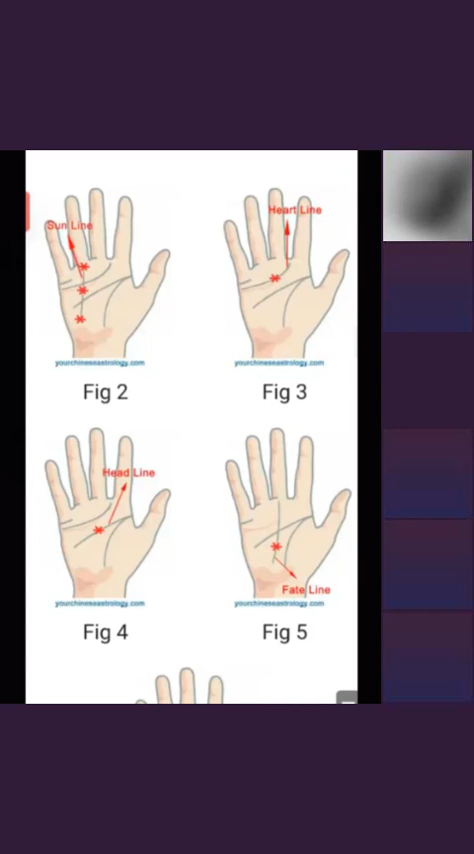 Sun Line
Heart Line
yourchineseastrology.com
yourchineseastrology.com
Fig 2
Fig 3
Head Line
Fate Line
yourchineseastrology.com
yourchineseastrology.com
Fig 4
Fig 5